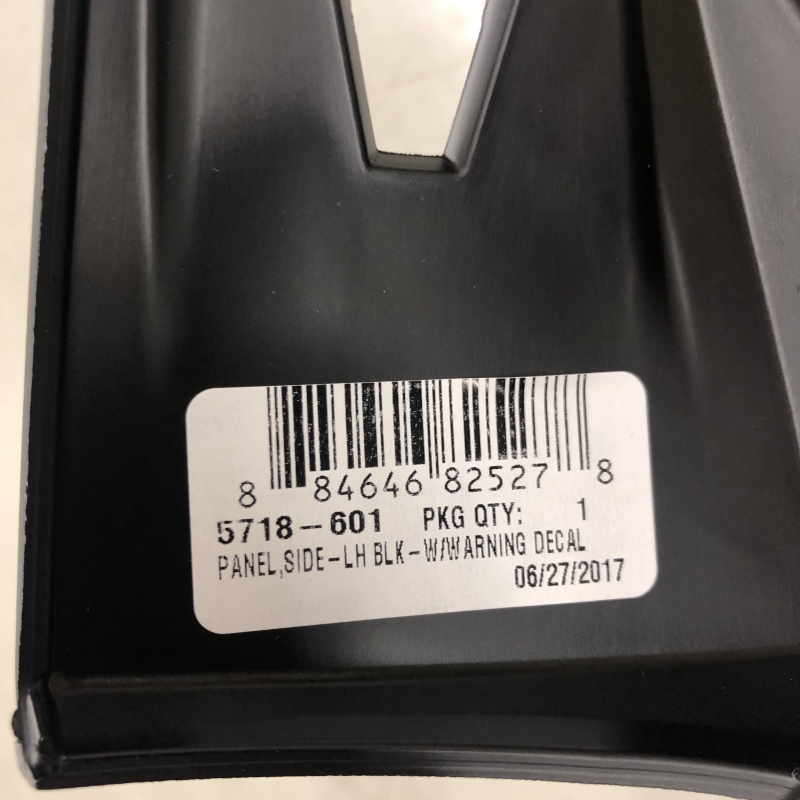 8 84646 82527 8
5718-601 PKG QTY: 1
PANEL,SIDE-LH BLK-W/WARNING DECAL
06/27/2017